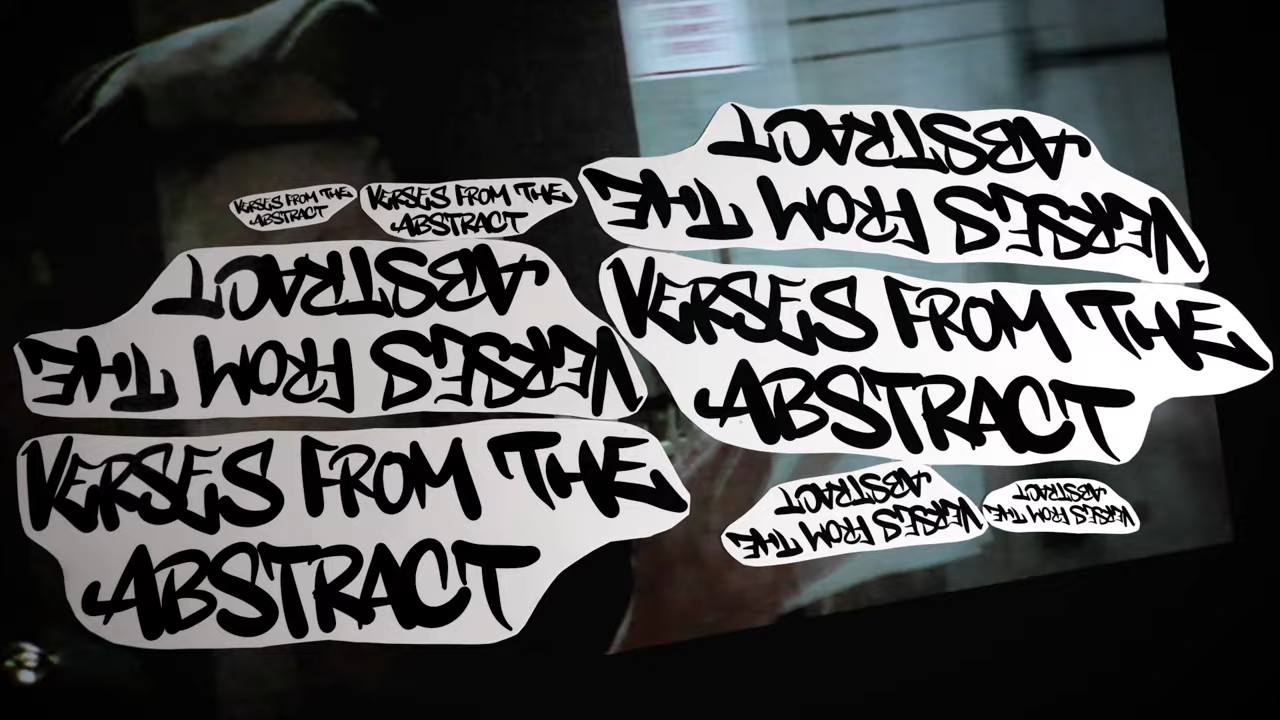 VERSES FROM THE
ABSTRACT
VERSES FROM THE
ABSTRACT
VERSES FROM THE
ABSTRACT
VERSES FROM THE
ABSTRACT
VERSES FROM THE
ABSTRACT
VERSES FROM THE
ABSTRACT
VERSES FROM THE
ABSTRACT
VERSES FROM THE
ABSTRACT